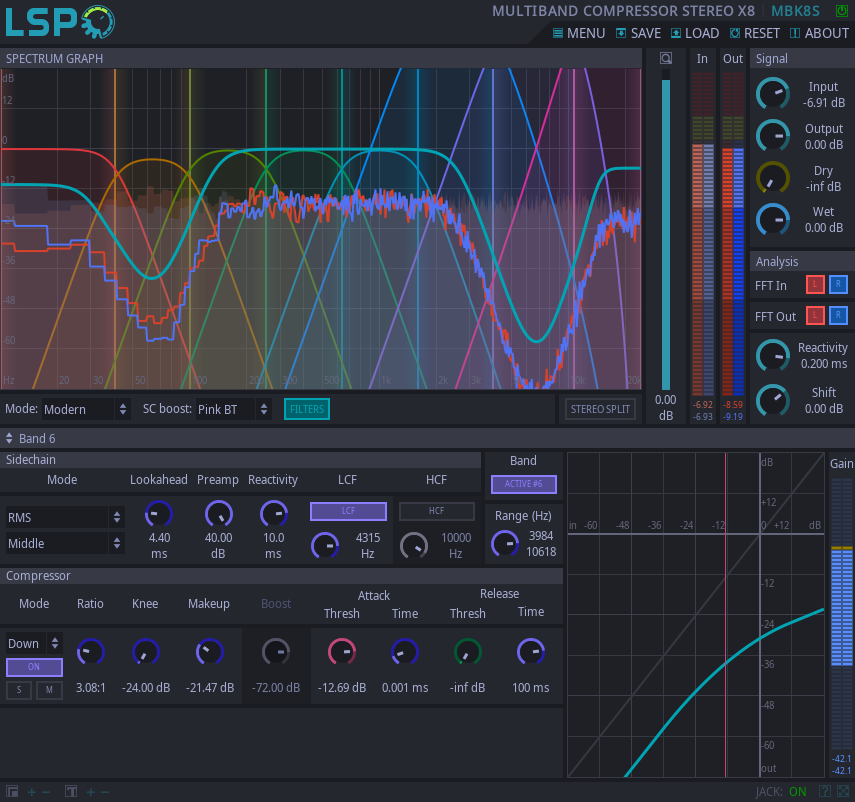 LSP
MULTIBAND COMPRESSOR STEREO X8 MBK8S
MENU SAVE LOAD RESET ABOUT
SPECTRUM GRAPH
In Out Signal
dB
12
0
-12
-24
-36
-48
-60
Hz 20 30 50 100 200 300 500 1k 2k 3k 10k 20k
0.00
dB
-6.92 -8.59
-6.93 -9.19
Input
-6.91 dB
Output
0.00 dB
Dry
-inf dB
Wet
0.00 dB
Analysis
FFT In L R
FFT Out L R
Reactivity
0.200 ms
Shift
0.00 dB
Mode: Modern SC boost: Pink BT FILTERS STEREO SPLIT
Band 6
Sidechain
Mode Lookahead Preamp Reactivity LCF HCF
RMS
Middle
4.40
ms
40.00
dB
10.0
ms
LCF
4315
Hz
HCF
10000
Hz
Band
ACTIVE #6
Range (Hz)
3984
10618
Compressor
Mode Ratio Knee Makeup Boost Attack Release
Thresh Time Thresh Time
Down
ON
S M
3.08:1 -24.00 dB -21.47 dB -72.00 dB -12.69 dB 0.001 ms -inf dB 100 ms
dB
+12
in -60 -48 -36 -24 -12 0 +12 dB
-12
-24
-36
-48
-60
out
Gain
-42.1
-42.1
JACK: ON ?